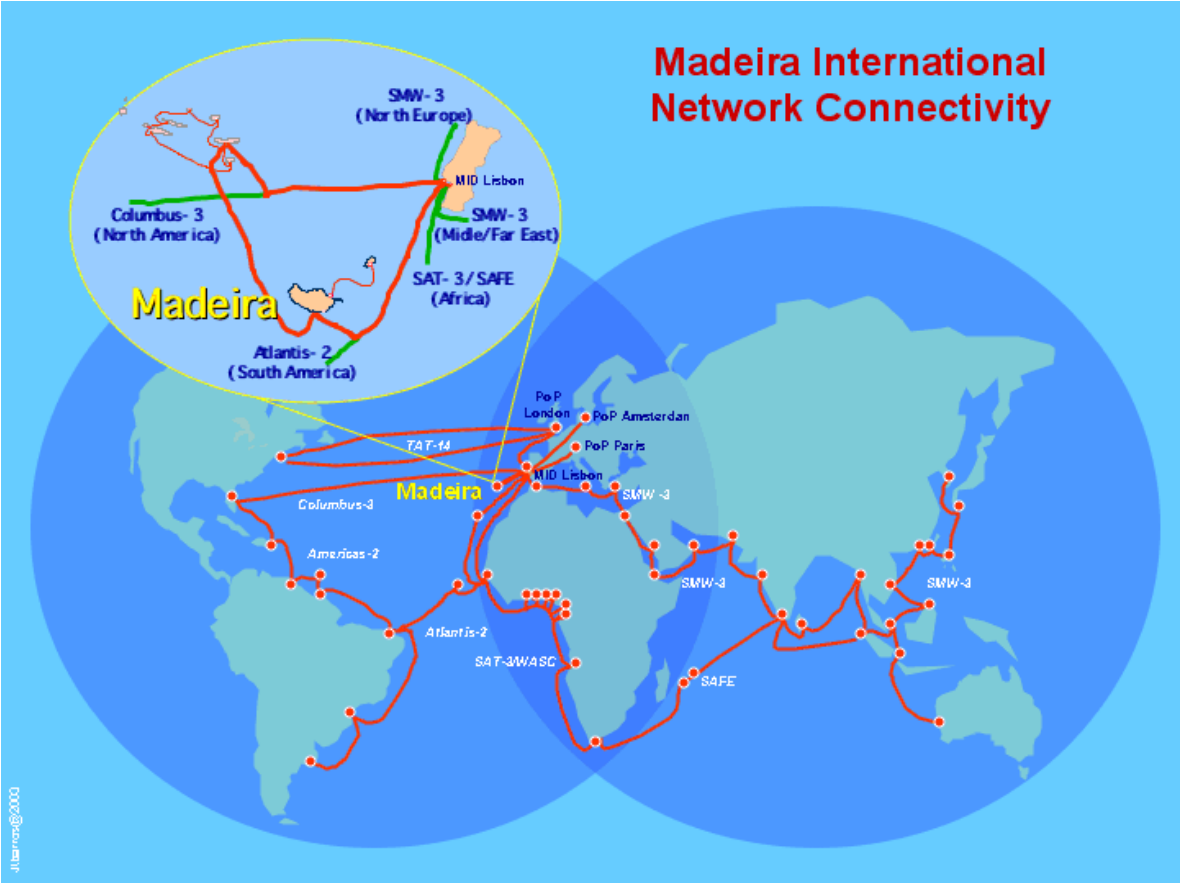 Madeira International
Network Connectivity
SMW- 3
(North Europe)
MID Lisbon
Columbus- 3
(North America)
SMW- 3
(Midle/Far East)
SAT- 3/ SAFE
(Africa)
Madeira
Atlantis- 2
(South America)
PoP
London
PoP Amsterdan
TAT-14
PoP Paris
MID Lisbon
Madeira
SMW -3
Columbus-3
Americas-2
SMW-3
SMW-3
Atlantis-2
SAT-3/WASC
SAFE